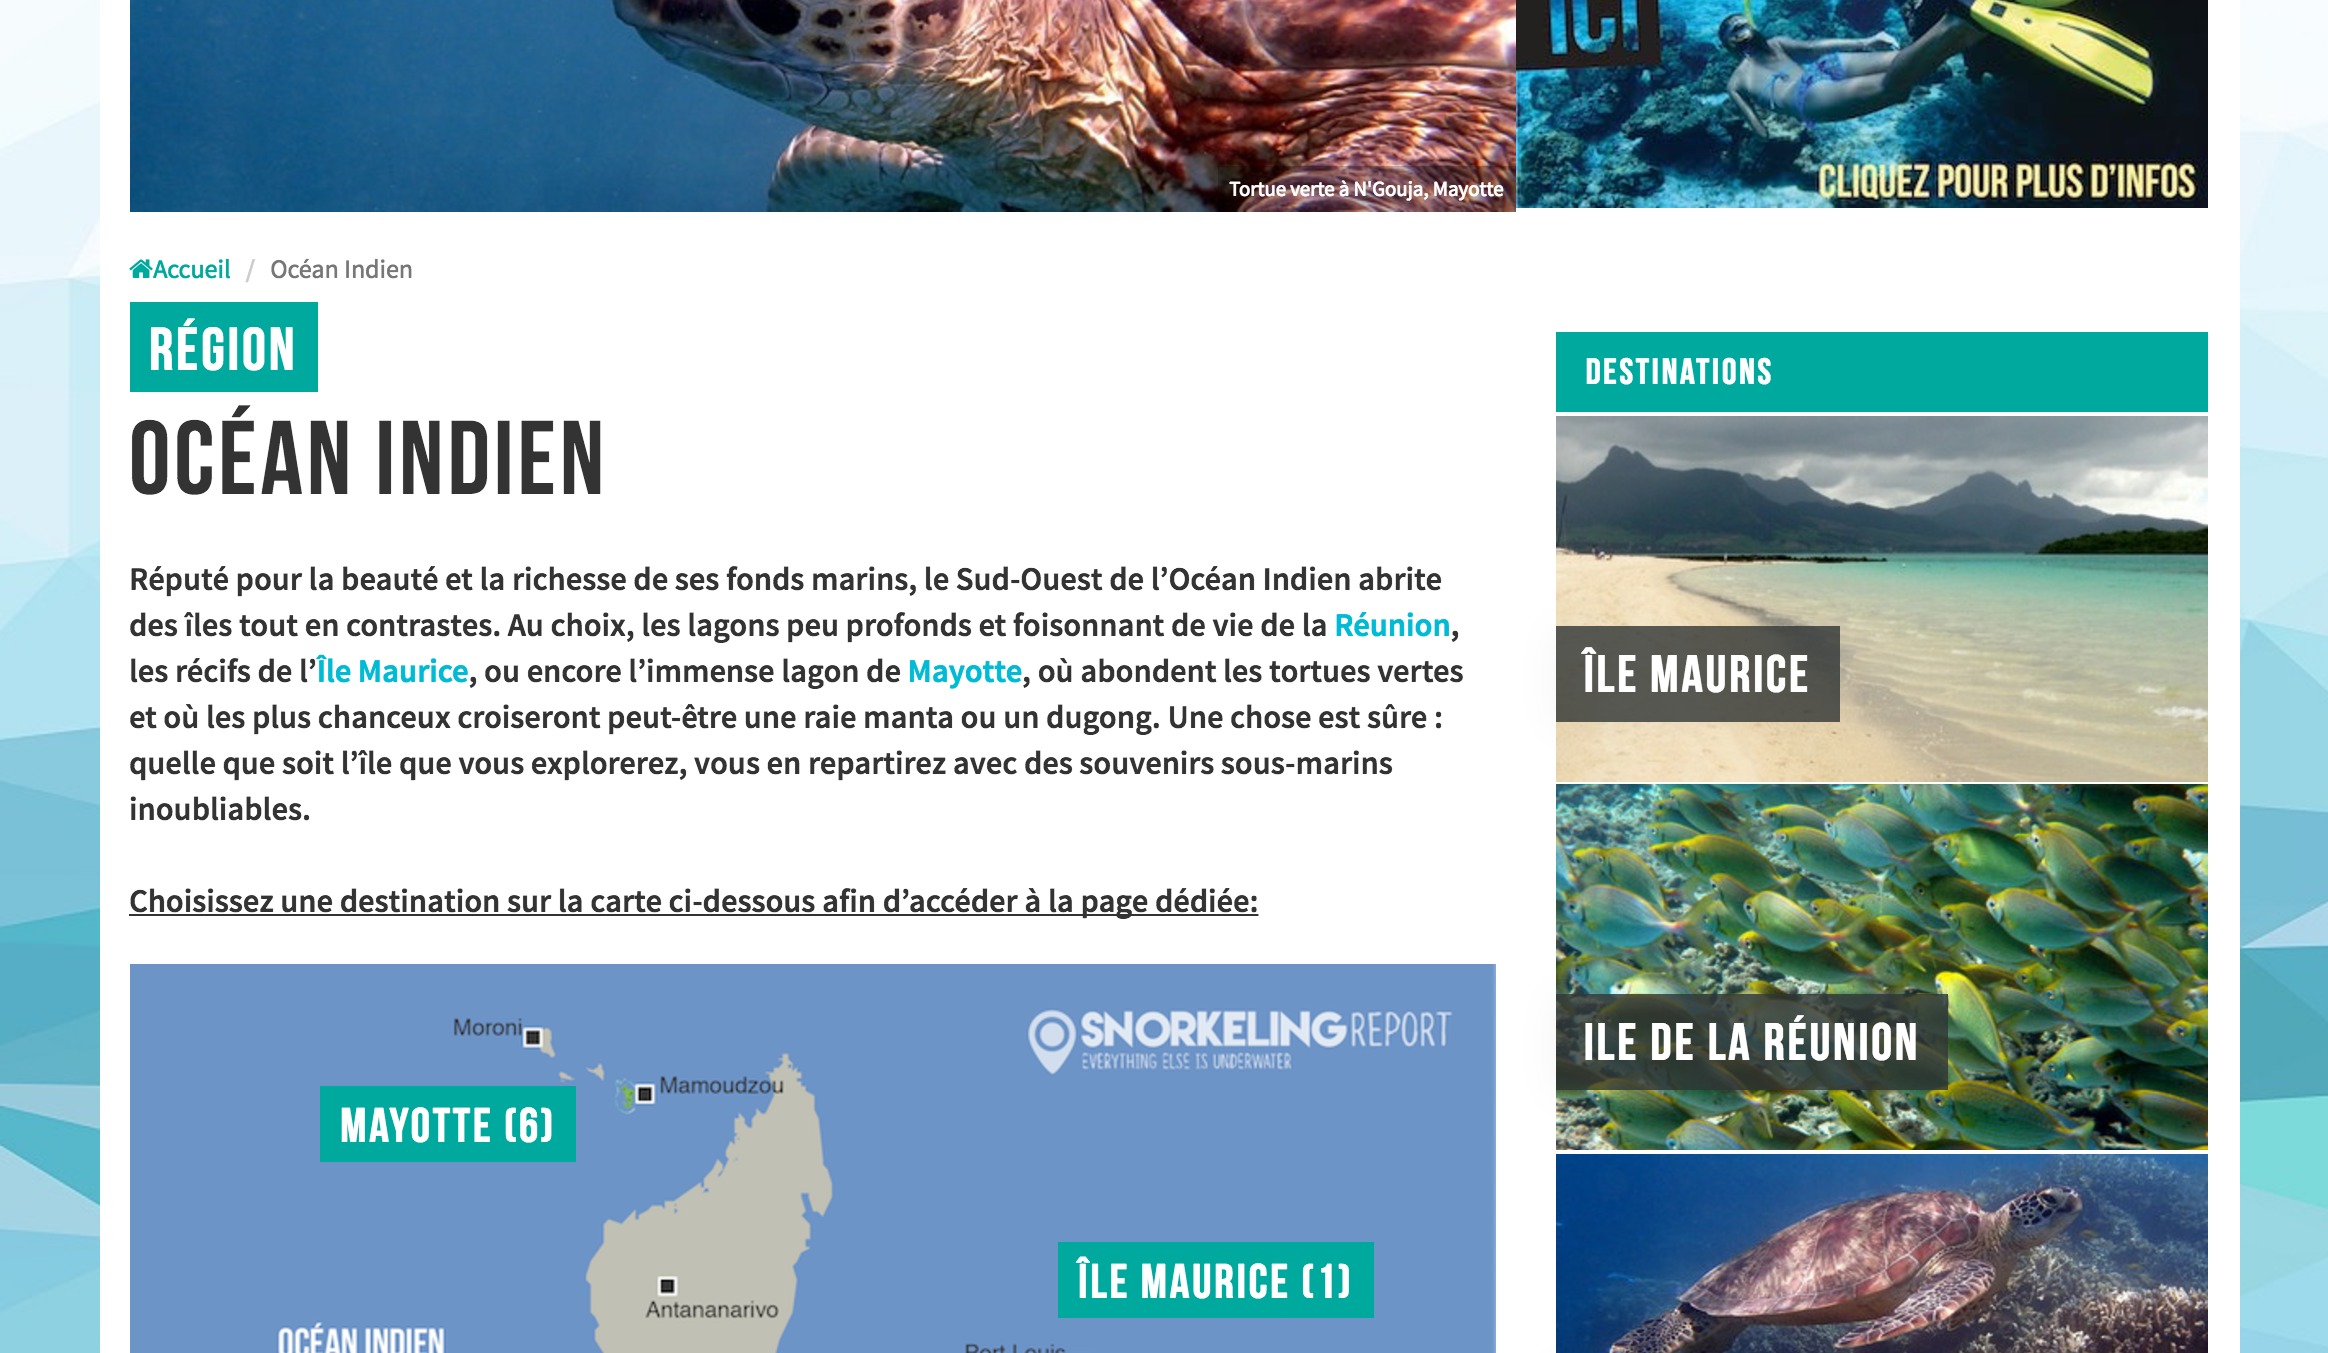 ICI
CLIQUEZ POUR PLUS D'INFOS
Tortue verte à N'Gouja, Mayotte
Accueil / Océan Indien
RÉGION
OCÉAN INDIEN
Réputé pour la beauté et la richesse de ses fonds marins, le Sud-Ouest de l’Océan Indien abrite
des îles tout en contrastes. Au choix, les lagons peu profonds et foisonnant de vie de la Réunion,
les récifs de l’Île Maurice, ou encore l’immense lagon de Mayotte, où abondent les tortues vertes
et où les plus chanceux croiseront peut-être une raie manta ou un dugong. Une chose est sûre :
quelle que soit l’île que vous explorerez, vous en repartirez avec des souvenirs sous-marins
inoubliables.
Choisissez une destination sur la carte ci-dessous afin d’accéder à la page dédiée:
Moroni
SNORKELING REPORT
EVERYTHING ELSE IS UNDERWATER
Mamoudzou
MAYOTTE (6)
ÎLE MAURICE (1)
Antananarivo
OCÉAN INDIEN
Port Louis
DESTINATIONS
ÎLE MAURICE
ILE DE LA RÉUNION